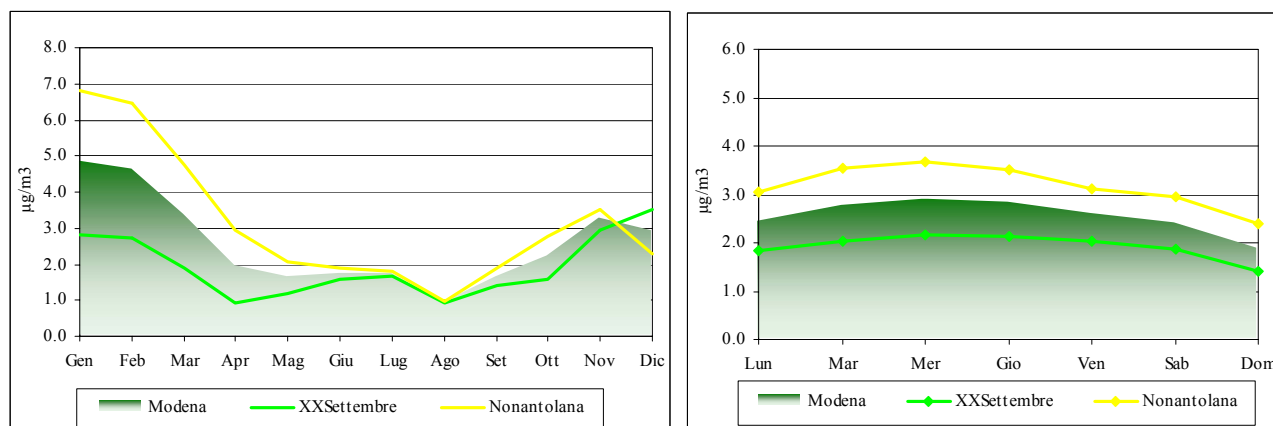 8.0
7.0
6.0
5.0
4.0
3.0
2.0
1.0
0.0
µg/m3
Gen Feb Mar Apr Mag Giu Lug Ago Set Ott Nov Dic
Modena XXSettembre Nonantolana
6.0
5.0
4.0
3.0
2.0
1.0
0.0
µg/m3
Lun Mar Mer Gio Ven Sab Dom
Modena XXSettembre Nonantolana